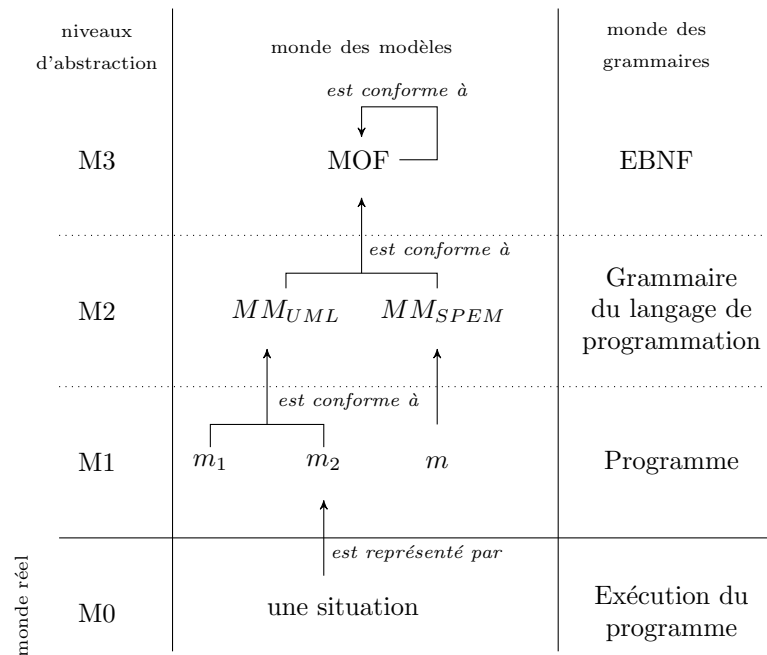 niveaux
d'abstraction
monde des modèles
monde des
grammaires
est conforme à
M3
MOF
EBNF
est conforme à
M2
MM_UML
MM_SPEM
Grammaire
du langage de
programmation
est conforme à
M1
m_1
m_2
m
Programme
monde réel
est représenté par
M0
une situation
Exécution du
programme